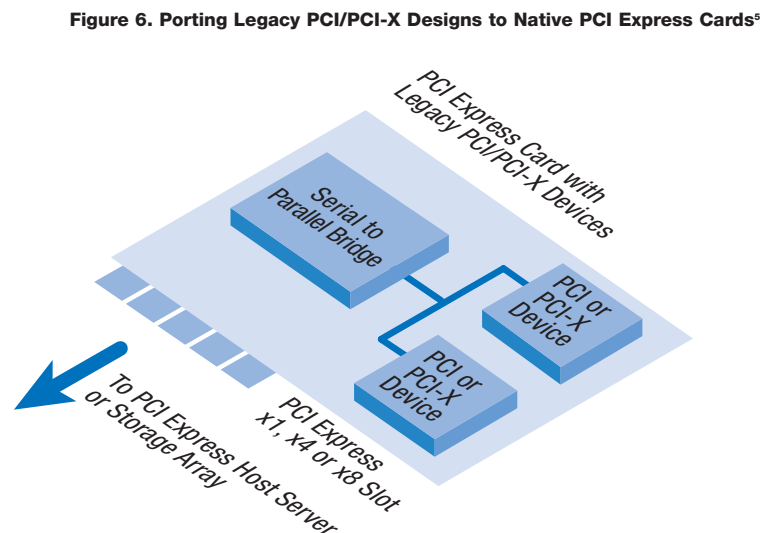 Figure 6. Porting Legacy PCI/PCI-X Designs to Native PCI Express Cards⁵
PCI Express Card with
Legacy PCI/PCI-X Devices
Serial to
Parallel Bridge
PCI or
PCI-X
Device
PCI or
PCI-X
Device
PCI Express
x1, x4 or x8 Slot
To PCI Express Host Server
or Storage Array